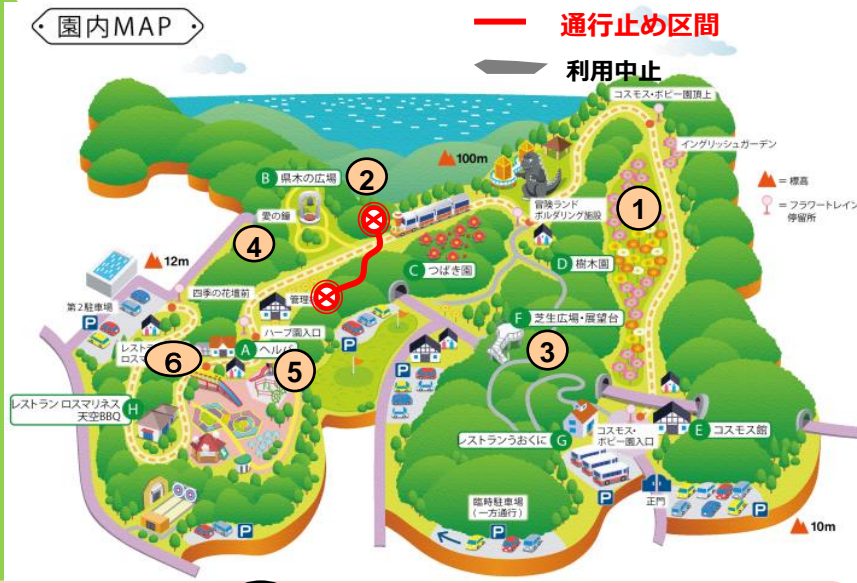 園内MAP
通行止め区間
利用中止
コスモス・ポピー園頂上
イングリッシュガーデン
100m
= 標高
= フラワートレイン
停留所
B 県木の広場
2
愛の鐘
冒険ランド
ボルダリング施設
1
4
12m
C つばき園
D 樹木園
四季の花壇前
第2駐車場
P
管理
F 芝生広場・展望台
ハーブ園入口
P
レスト
ロスマ
6
A ヘル
5
3
P
レストラン ロスマリネス
天空BBQ
H
レストランうおくに G
コスモス・
ポピー園入口
E コスモス館
P
臨時駐車場
(一方通行)
正門
P
P
P
10m